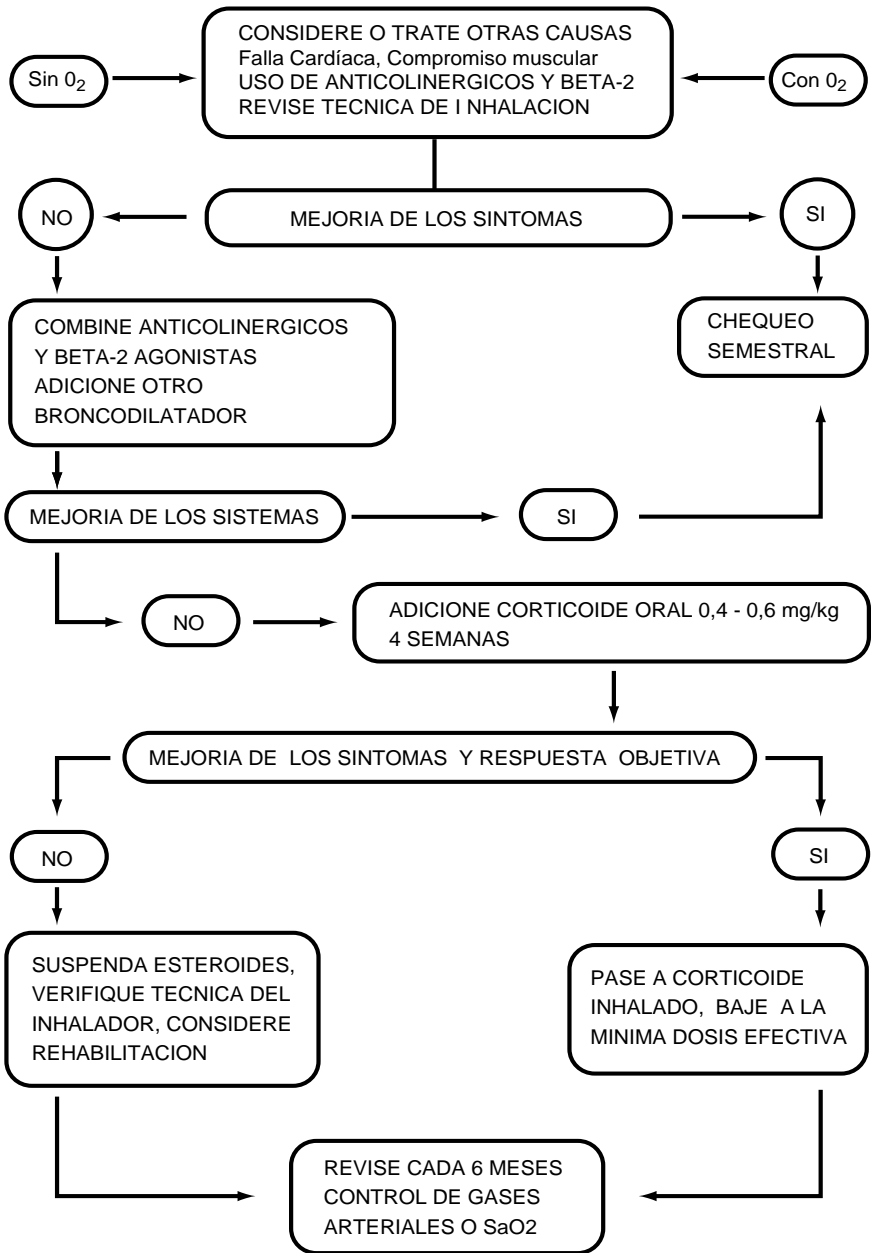 CONSIDERE O TRATE OTRAS CAUSAS
Falla Cardíaca, Compromiso muscular
USO DE ANTICOLINERGICOS Y BETA-2
REVISE TECNICA DE I NHALACION
Sin 0₂
Con 0₂
NO
MEJORIA DE LOS SINTOMAS
SI
COMBINE ANTICOLINERGICOS
Y BETA-2 AGONISTAS
ADICIONE OTRO
BRONCODILATADOR
CHEQUEO
SEMESTRAL
MEJORIA DE LOS SISTEMAS
SI
NO
ADICIONE CORTICOIDE ORAL 0,4 - 0,6 mg/kg
4 SEMANAS
MEJORIA DE LOS SINTOMAS Y RESPUESTA OBJETIVA
NO
SI
SUSPENDA ESTEROIDES,
VERIFIQUE TECNICA DEL
INHALADOR, CONSIDERE
REHABILITACION
PASE A CORTICOIDE
INHALADO, BAJE A LA
MINIMA DOSIS EFECTIVA
REVISE CADA 6 MESES
CONTROL DE GASES
ARTERIALES O SaO2